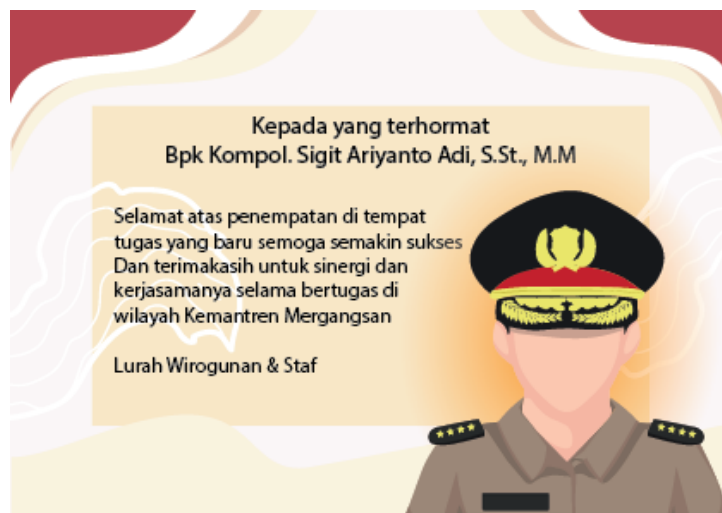 Kepada yang terhormat
Bpk Kompol. Sigit Ariyanto Adi, S.St., M.M
Selamat atas penempatan di tempat
tugas yang baru semoga semakin sukses
Dan terimakasih untuk sinergi dan
kerjasamanya selama bertugas di
wilayah Kemantren Mergangsan
Lurah Wirogunan & Staf